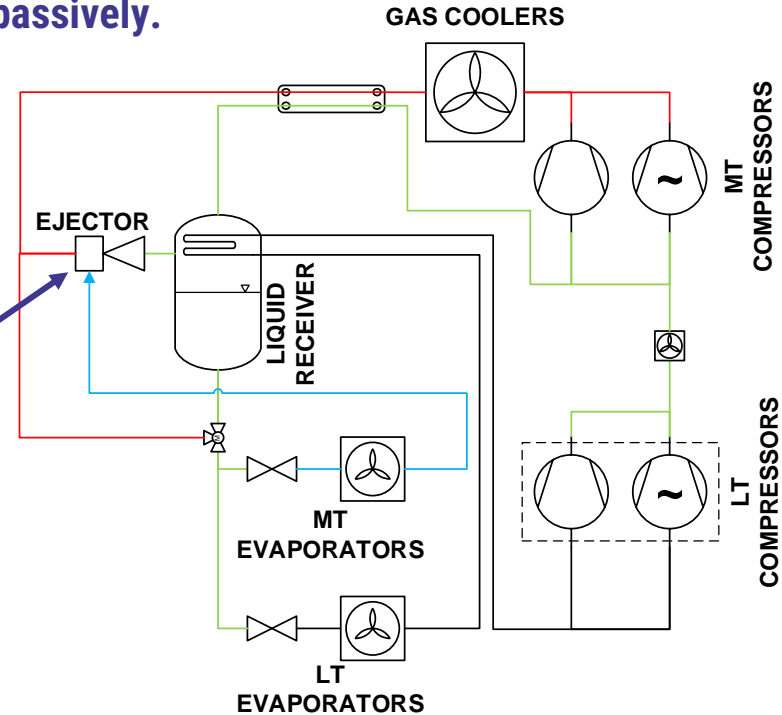 passively.
GAS COOLERS
MT
COMPRESSORS
~
EJECTOR
LIQUID
RECEIVER
M
MT
EVAPORATORS
LT
COMPRESSORS
~
LT
EVAPORATORS